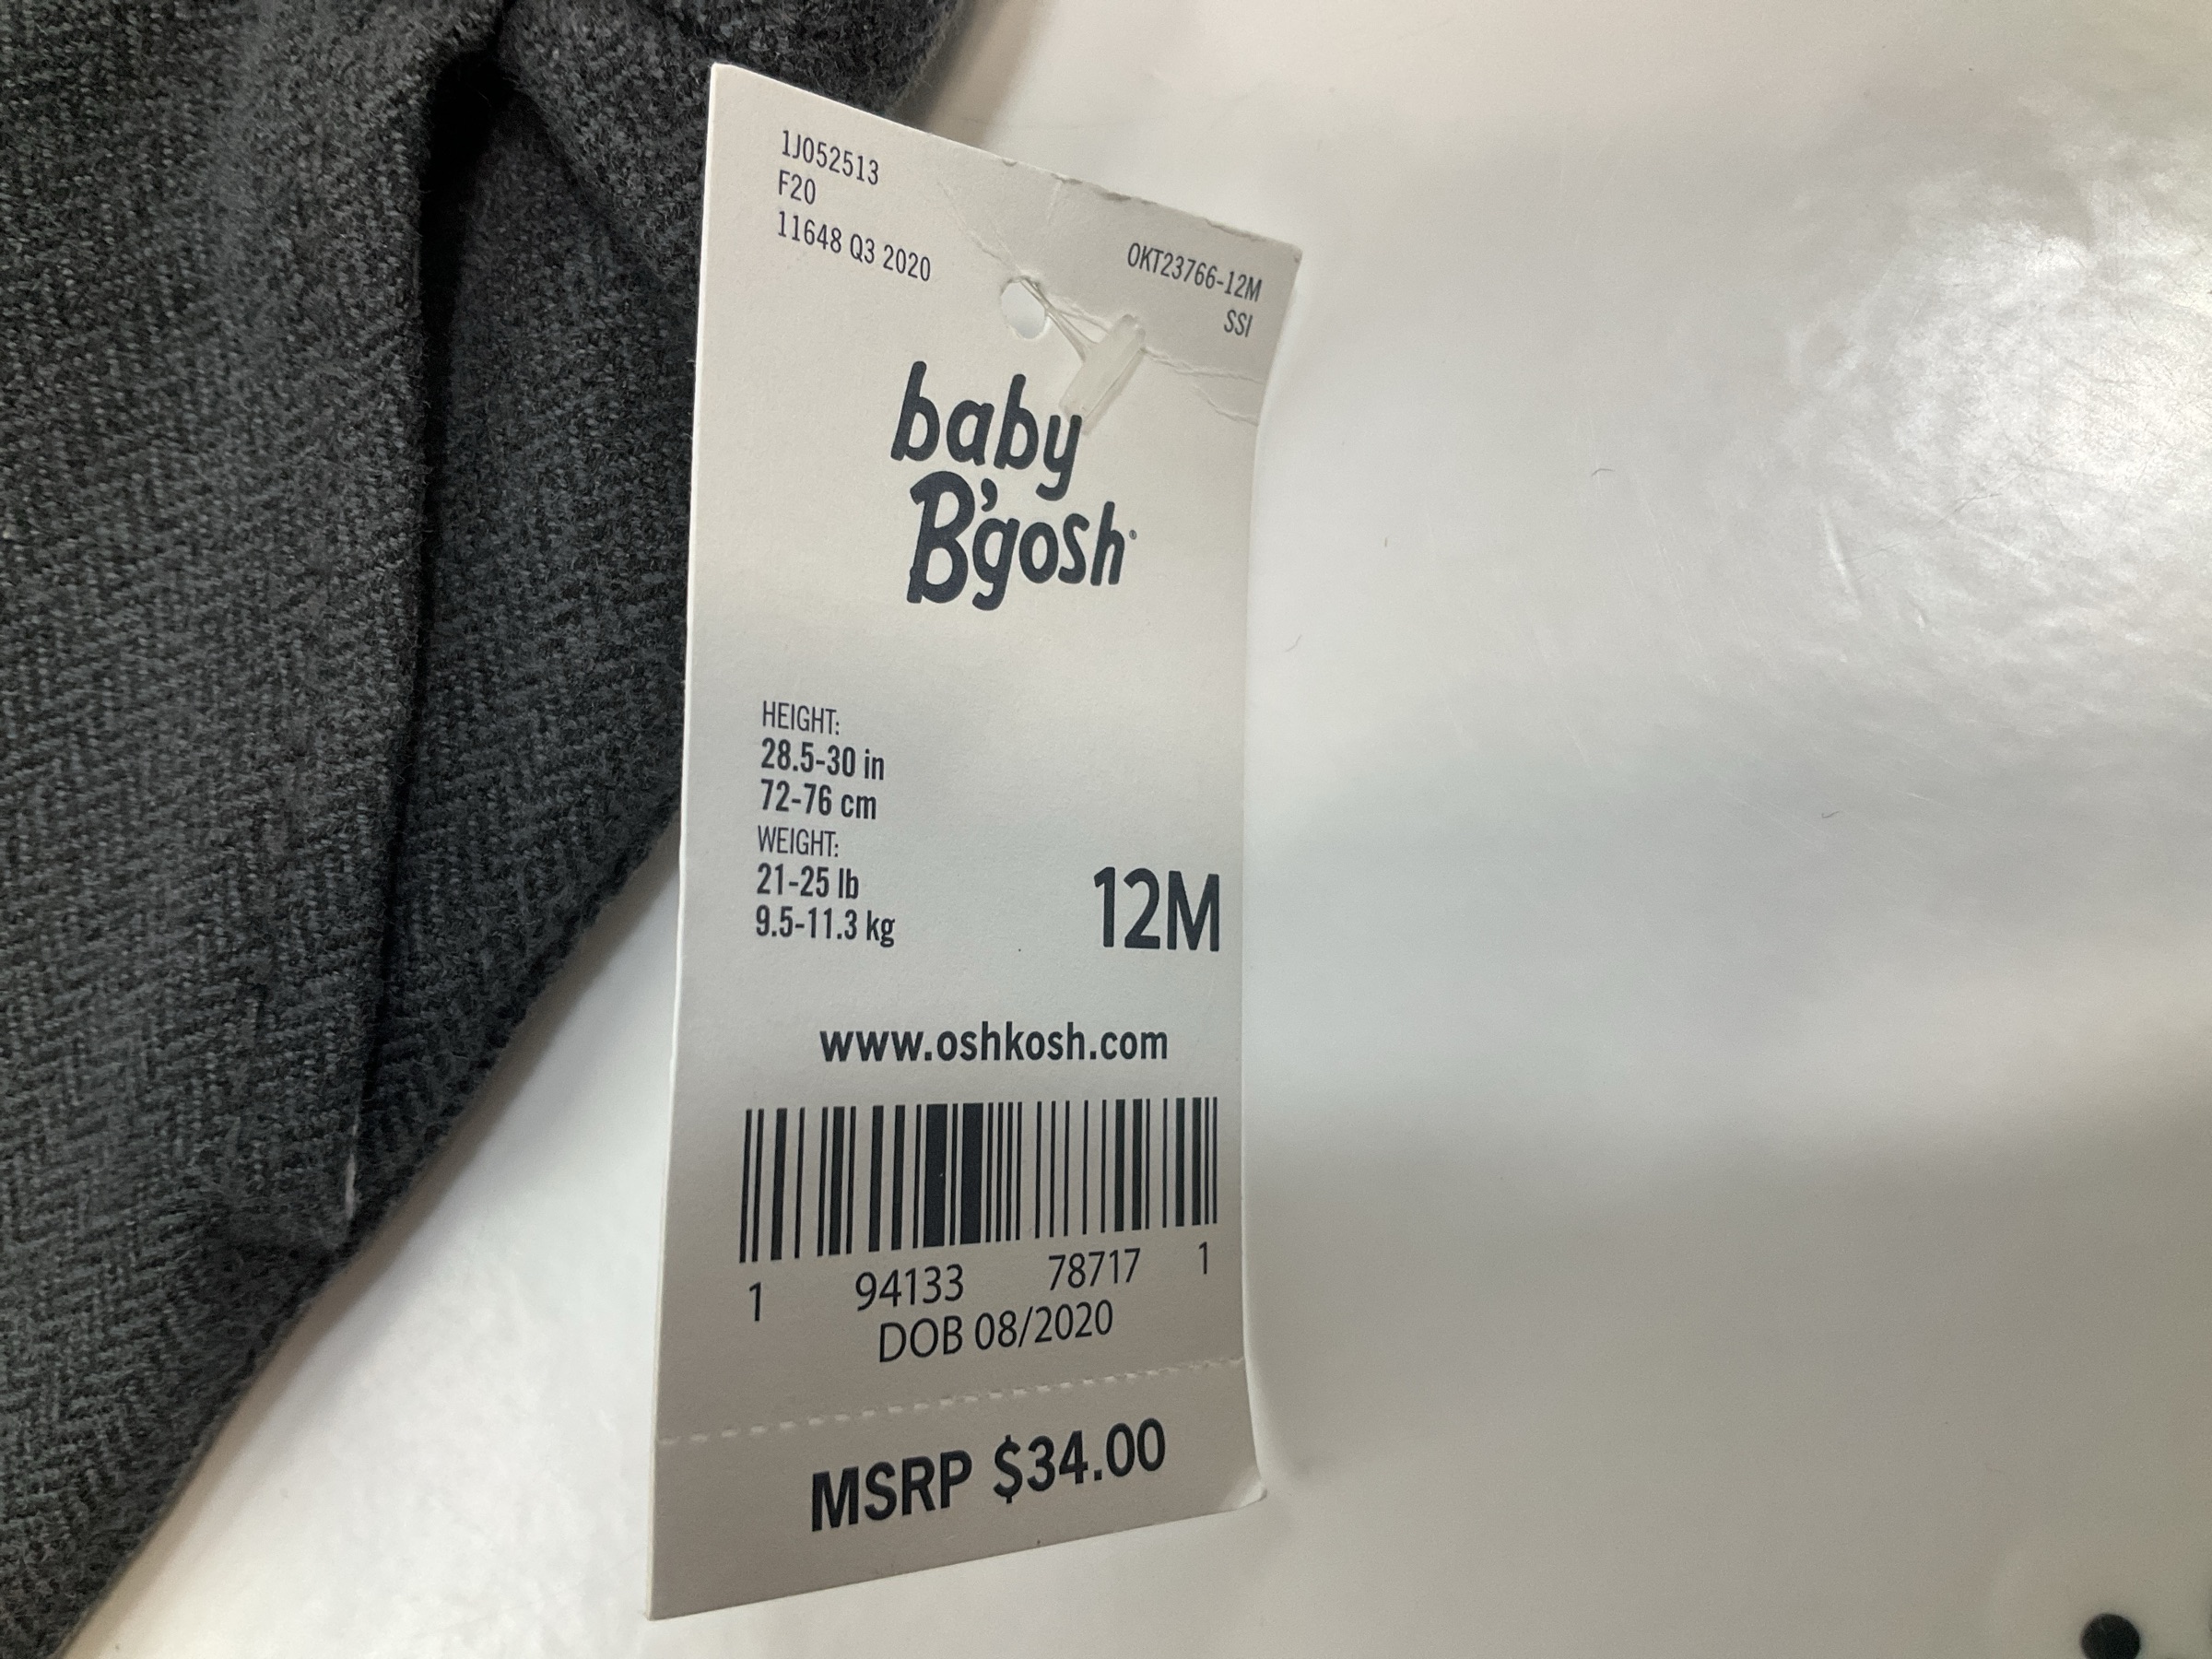 1J052513
F20
11648 Q3 2020
OKT23766-12M
SSI
baby
B'gosh
HEIGHT:
28.5-30 in
72-76 cm
WEIGHT:
21-25 lb
9.5-11.3 kg
12M
www.oshkosh.com
1 94133 78717 1
DOB 08/2020
MSRP $34.00